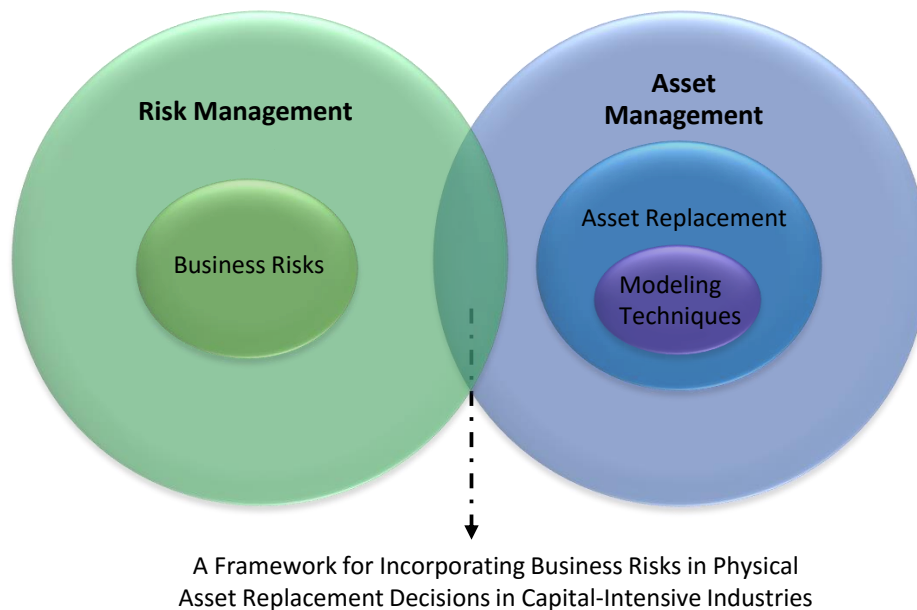 Risk Management
Asset
Management
Asset Replacement
Business Risks
Modeling
Techniques
A Framework for Incorporating Business Risks in Physical
Asset Replacement Decisions in Capital-Intensive Industries